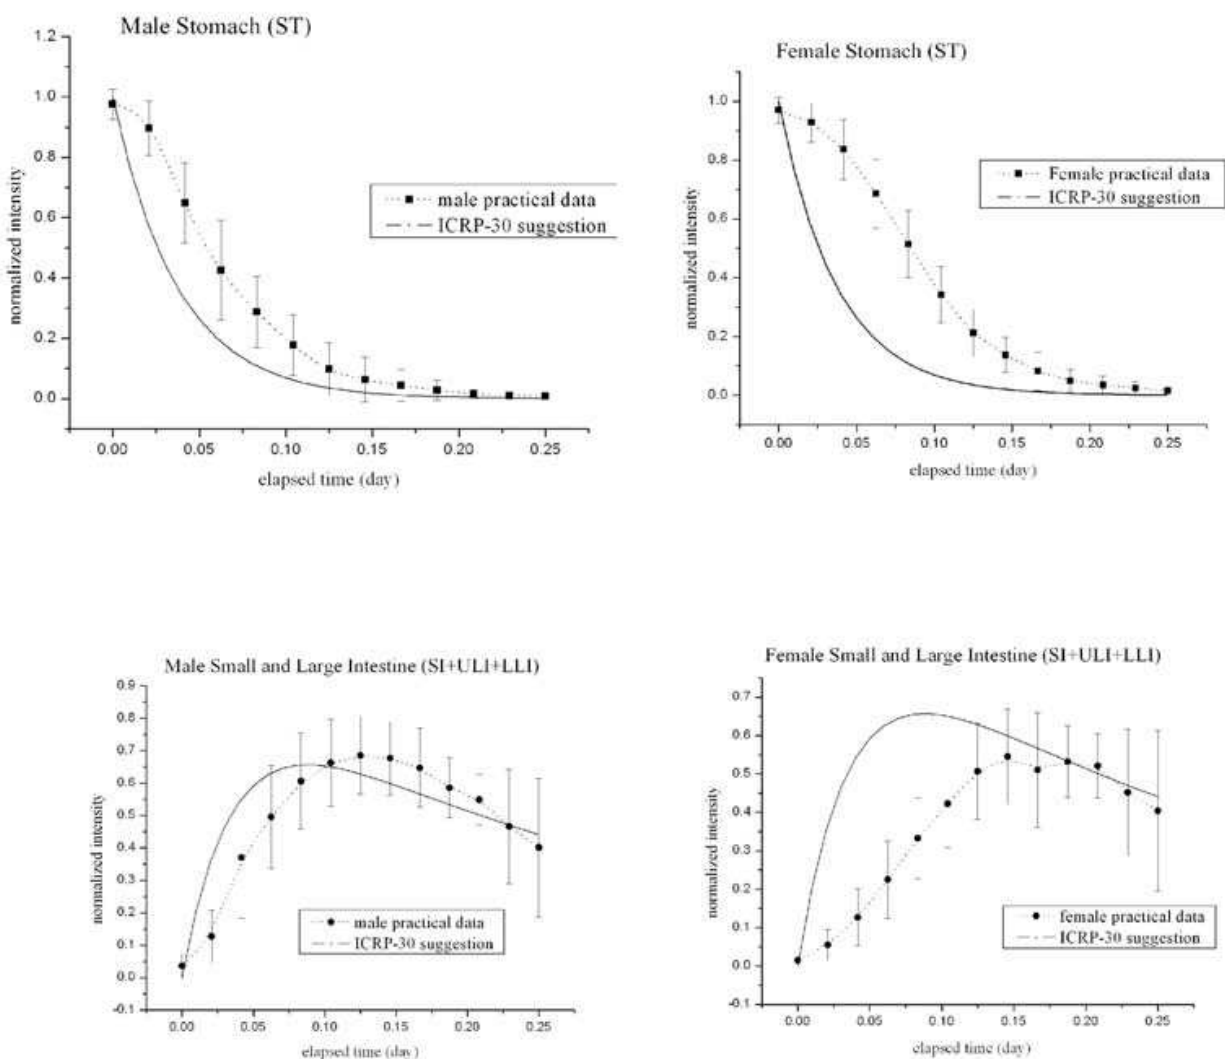 Male Stomach (ST)
1.2
1.0
0.8
0.6
0.4
0.2
0.0
normalized intensity
male practical data
ICRP-30 suggestion
0.00 0.05 0.10 0.15 0.20 0.25
elapsed time (day)
Female Stomach (ST)
1.0
0.8
0.6
0.4
0.2
0.0
normalized intensity
Female practical data
ICRP-30 suggestion
0.00 0.05 0.10 0.15 0.20 0.25
elapsed time (day)
Male Small and Large Intestine (SI+ULI+LLI)
0.9
0.8
0.7
0.6
0.5
0.4
0.3
0.2
0.1
0.0
-0.1
normalized intensity
male practical data
ICRP-30 suggestion
0.00 0.05 0.10 0.15 0.20 0.25
elapsed time (day)
Female Small and Large Intestine (SI+ULI+LLI)
0.7
0.6
0.5
0.4
0.3
0.2
0.1
0.0
-0.1
normalized intensity
female practical data
ICRP-30 suggestion
0.00 0.05 0.10 0.15 0.20 0.25
elapsed time (day)